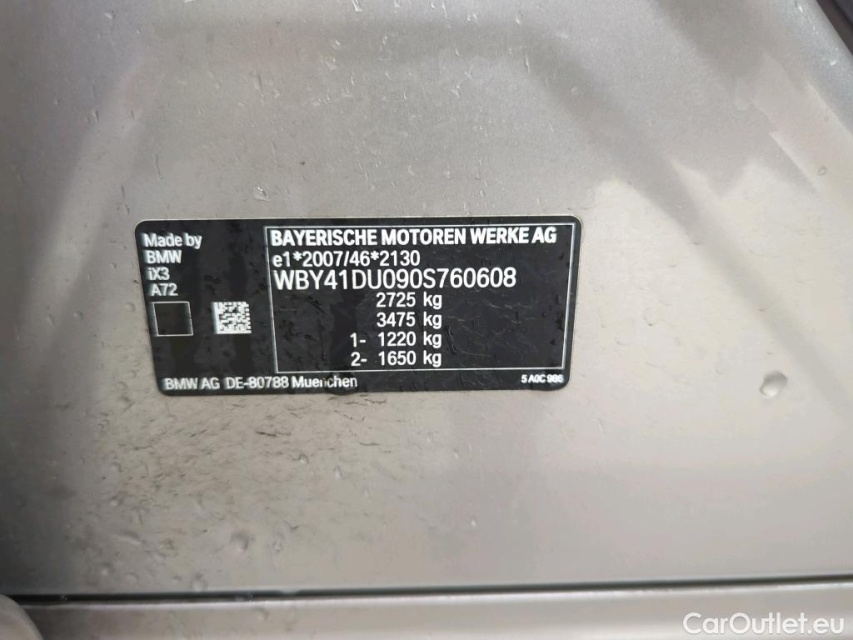 Made by
BMW
iX3
A72
BAYERISCHE MOTOREN WERKE AG
e1*2007/46*2130
WBY41DU090S760608
2725 kg
3475 kg
1- 1220 kg
2- 1650 kg
BMW AG DE-80788 Muenchen
5 A0C 986
CarOutlet.eu